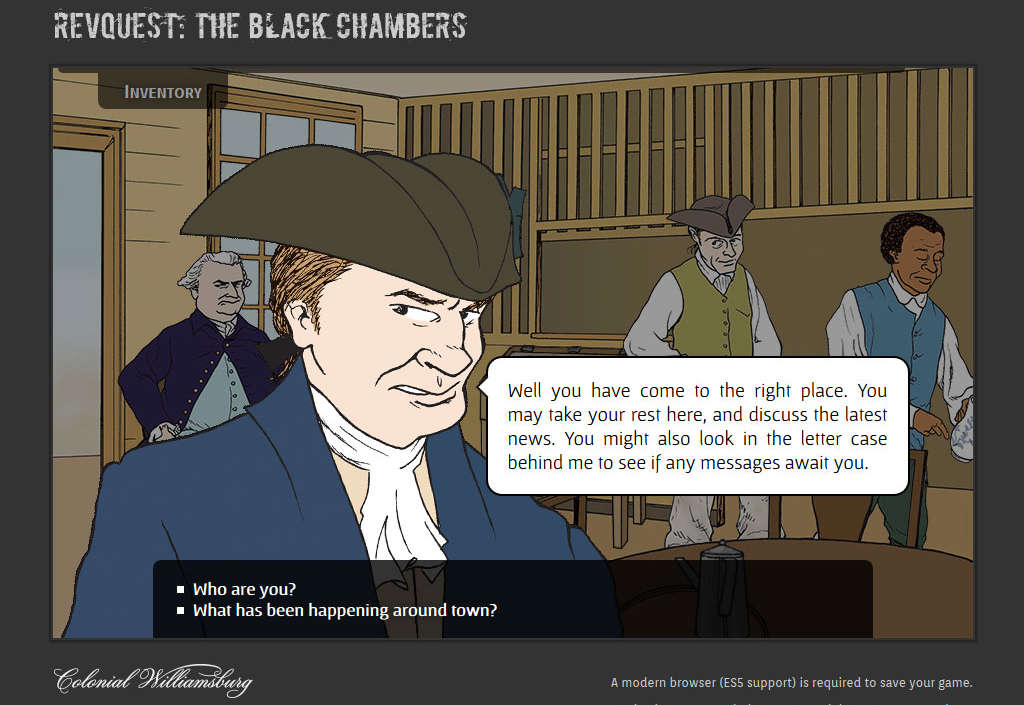 REVQUEST: THE BLACK CHAMBERS
INVENTORY
Well you have come to the right place. You
may take your rest here, and discuss the latest
news. You might also look in the letter case
behind me to see if any messages await you.
Who are you?
What has been happening around town?
Colonial Williamsburg
A modern browser (ES5 support) is required to save your game.